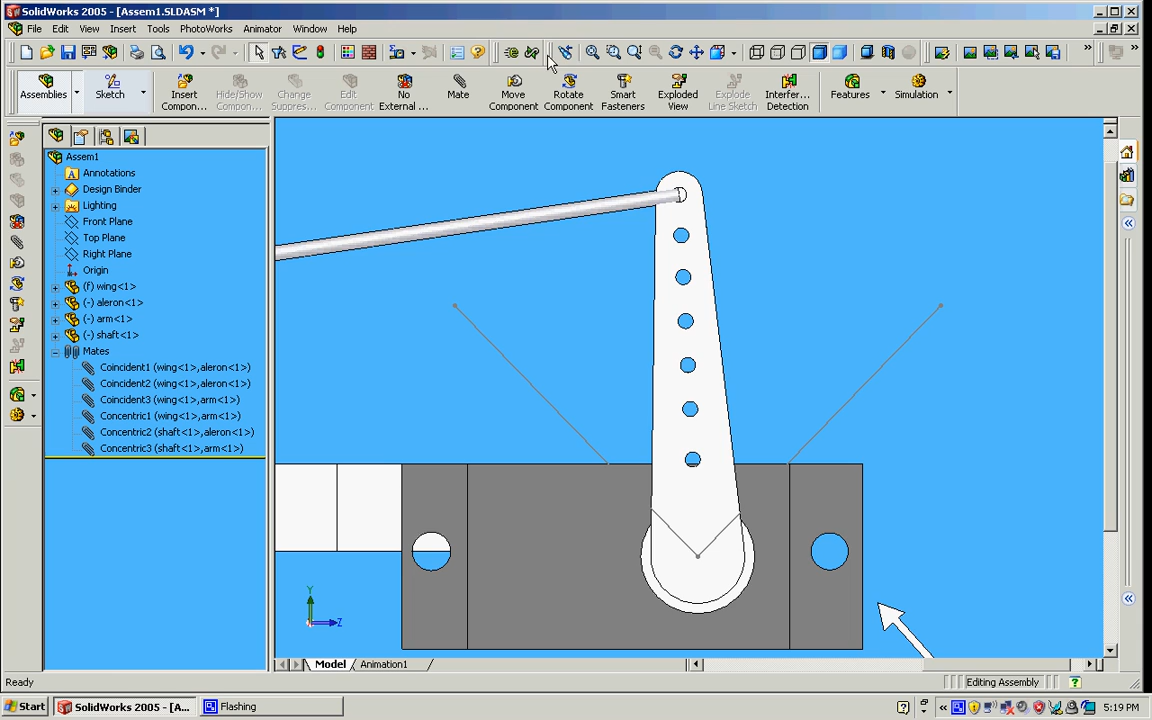 SolidWorks 2005 - [Assem1.SLDASM *]
File Edit View Insert Tools PhotoWorks Animator Window Help
Assemblies Sketch Insert Compon... Hide/Show Compon... Change Suppres... Edit Component No External ... Mate Move Component Rotate Component Smart Fasteners Exploded View Explode Line Sketch Interfer... Detection Features Simulation
Assem1
Annotations
Design Binder
Lighting
Front Plane
Top Plane
Right Plane
Origin
(f) wing<1>
(-) aleron<1>
(-) arm<1>
(-) shaft<1>
Mates
Coincident1 (wing<1>,aleron<1>)
Coincident2 (wing<1>,aleron<1>)
Coincident3 (wing<1>,arm<1>)
Concentric1 (wing<1>,arm<1>)
Concentric2 (shaft<1>,aleron<1>)
Concentric3 (shaft<1>,arm<1>)
Y
Z
Model Animation1
Ready Editing Assembly
Start SolidWorks 2005 - [A... Flashing 5:19 PM